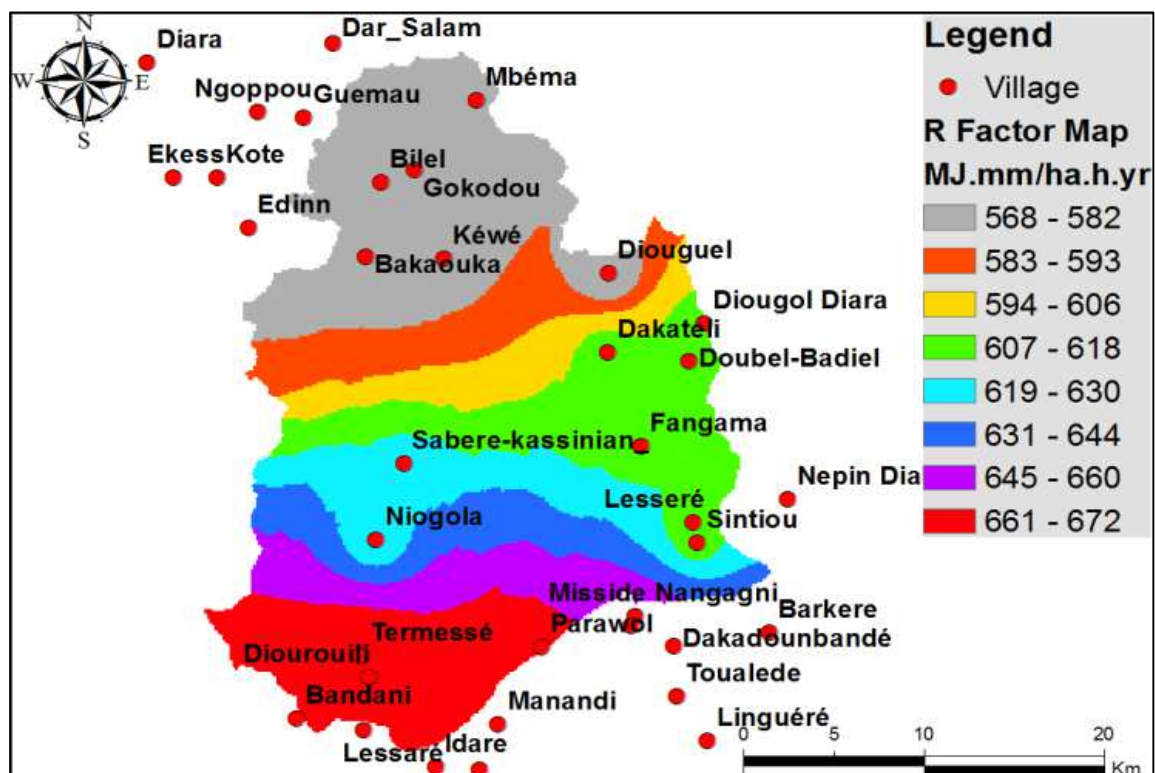 Dar_Salam
Diara
N
W E
S
Mbéma
Ngoppou
Guemau
EkessKote
Bilel
Gokodou
Edinn
Kéwé
Bakaouka
Diouguel
Diougol Diara
Dakatéli
Doubel-Badiel
Fangama
Sabere-kassinian_
Nepin Dia
Lesseré
Niogola
Sintiou
Misside Nangagni
Barkere
Termessé
Parawol
Dakadounbandé
Diourouili
Toualede
Bandani
Manandi
Linguéré
Idare
Lessaré
Legend
Village
R Factor Map
MJ.mm/ha.h.yr
568 - 582
583 - 593
594 - 606
607 - 618
619 - 630
631 - 644
645 - 660
661 - 672
0 5 10 20
Km